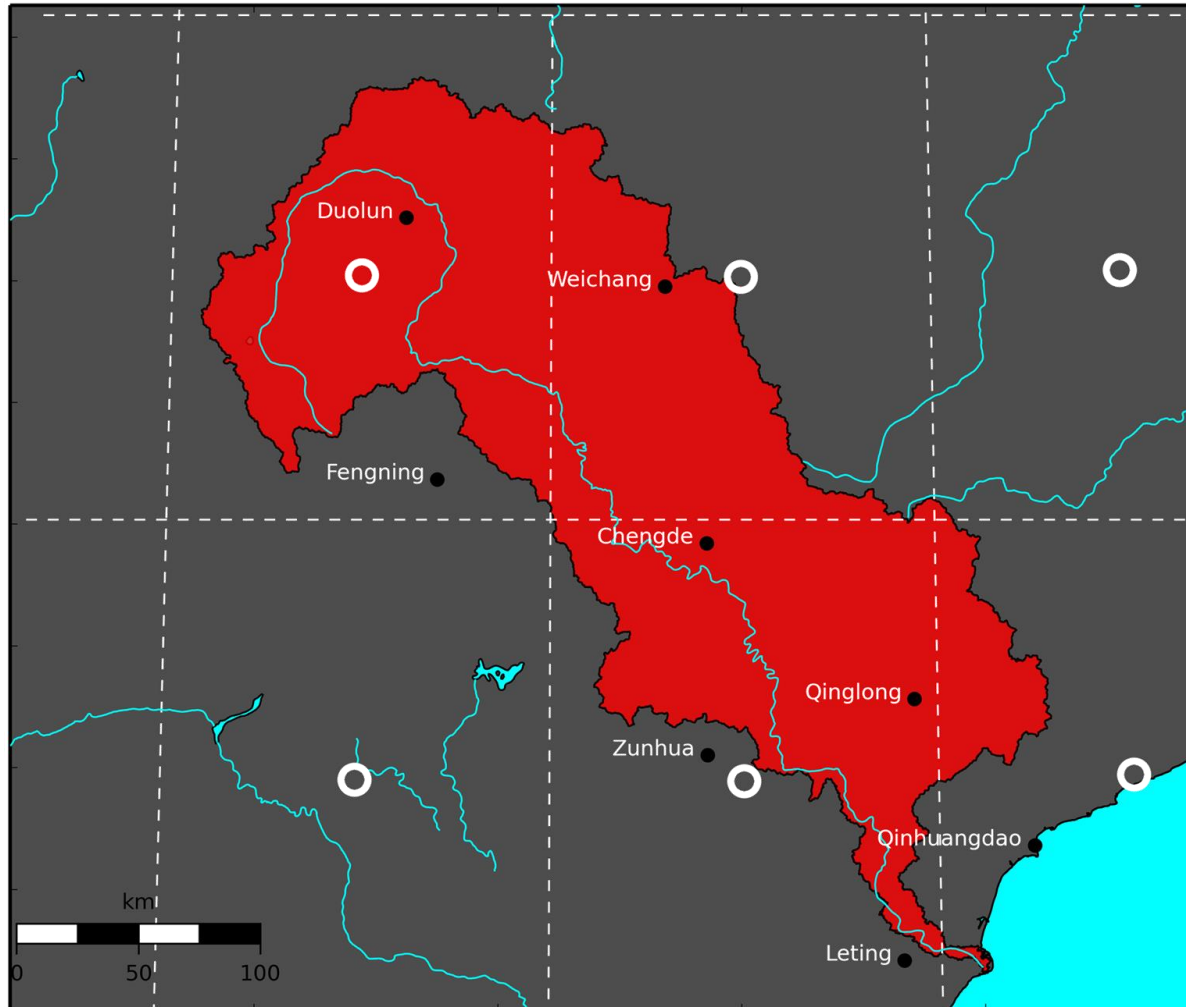 Duolun
Weichang
Fengning
Chengde
Qinglong
Zunhua
Qinhuangdao
km
Leting
0 50 100